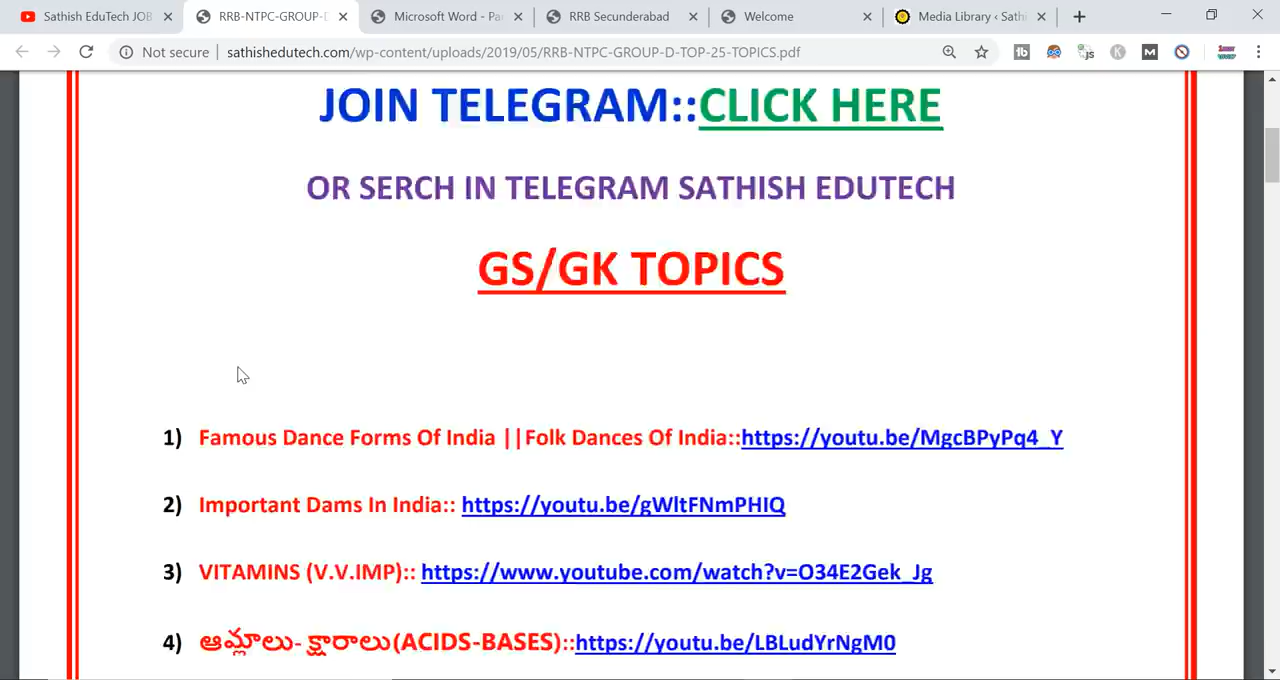 Sathish EduTech JOB
RRB-NTPC-GROUP-D
Microsoft Word - Pa
RRB Secunderabad
Welcome
Media Library ‹ Sathi
Not secure
sathishedutech.com/wp-content/uploads/2019/05/RRB-NTPC-GROUP-D-TOP-25-TOPICS.pdf
JOIN TELEGRAM::CLICK HERE
OR SERCH IN TELEGRAM SATHISH EDUTECH
GS/GK TOPICS
1) Famous Dance Forms Of India ||Folk Dances Of India::https://youtu.be/MgcBPyPq4_Y
2) Important Dams In India:: https://youtu.be/gWltFNmPHIQ
3) VITAMINS (V.V.IMP):: https://www.youtube.com/watch?v=O34E2Gek_Jg
4) ఆమ్లాలు- క్షారాలు(ACIDS-BASES)::https://youtu.be/LBLudYrNgM0